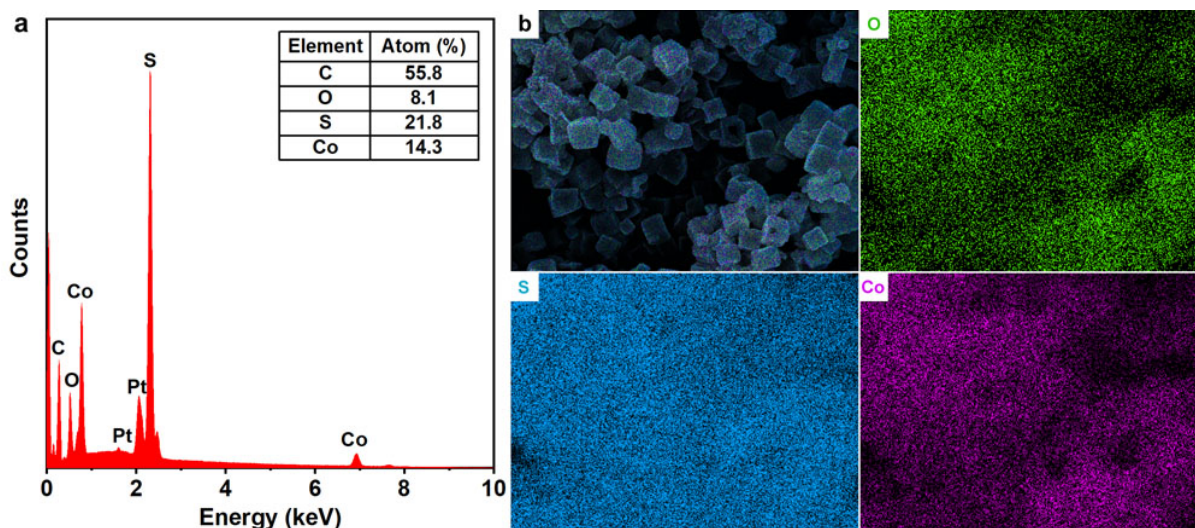 a
Element Atom (%)
C 55.8
O 8.1
S 21.8
Co 14.3
S
Co
C
O
Pt
Pt
Co
Counts
0 2 4 6 8 10
Energy (keV)
b
O
S
Co